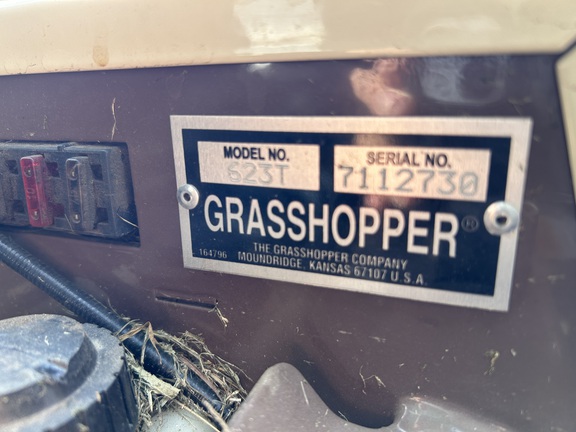 MODEL NO. SERIAL NO.
623T 7112730
GRASSHOPPER®
THE GRASSHOPPER COMPANY
164796 MOUNDRIDGE, KANSAS 67107 U.S.A.